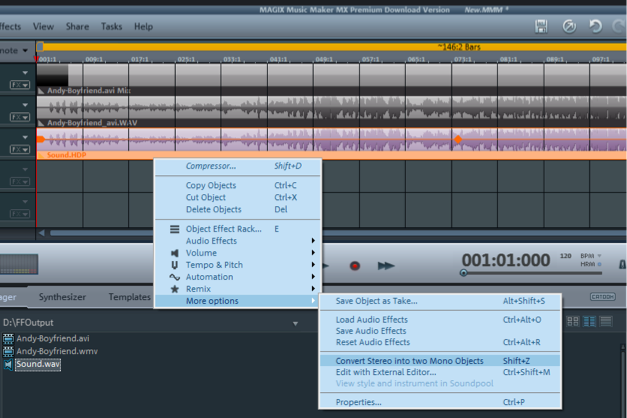 MAGIX Music Maker MX Premium Download Version New.MMM *
ffects View Share Tasks Help
note ~146:2 Bars
001:1 009:1 017:1 025:1 033:1 041:1 049:1 057:1 065:1 073:1 081:1 089:1 097:1
Andy-Boyfriend.avi Mix
Andy-Boyfriend_avi.WAV
Sound.HDP
Compressor... Shift+D
Copy Objects Ctrl+C
Cut Object Ctrl+X
Delete Objects Del
Object Effect Rack... E
Audio Effects
Volume
Tempo & Pitch
Automation
Remix
More options
001:01:000 120 BPM
HRM
ager Synthesizer Templates
CATOOH
Save Object as Take... Alt+Shift+S
Load Audio Effects Ctrl+Alt+O
Save Audio Effects
Reset Audio Effects Ctrl+Alt+R
Convert Stereo into two Mono Objects Shift+Z
Edit with External Editor... Ctrl+Shift+M
View style and instrument in Soundpool
Properties... Ctrl+P
D:\FFOutput
Andy-Boyfriend.avi
Andy-Boyfriend.wmv
Sound.wav